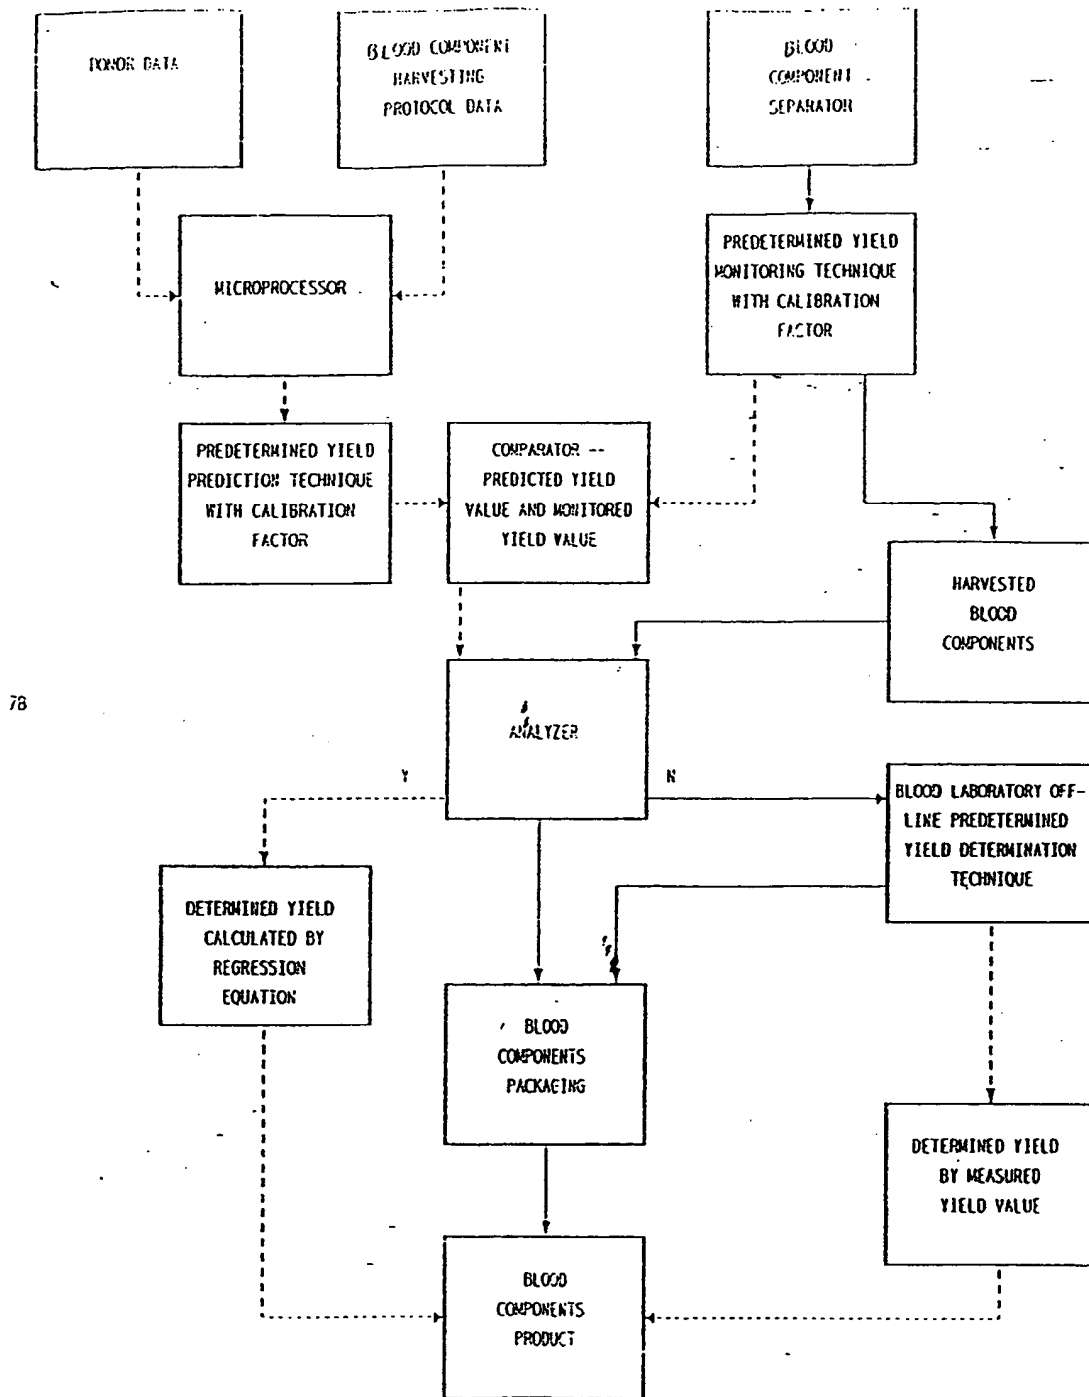 DONOR DATA
BLOOD COMPONENT
HARVESTING
PROTOCOL DATA
BLOOD
COMPONENT
SEPARATOR
MICROPROCESSOR
PREDETERMINED YIELD
MONITORING TECHNIQUE
WITH CALIBRATION
FACTOR
PREDETERMINED YIELD
PREDICTION TECHNIQUE
WITH CALIBRATION
FACTOR
COMPARATOR --
PREDICTED YIELD
VALUE AND MONITORED
YIELD VALUE
HARVESTED
BLOOD
COMPONENTS
78
ANALYZER
Y
N
BLOOD LABORATORY OFF-
LINE PREDETERMINED
YIELD DETERMINATION
TECHNIQUE
DETERMINED YIELD
CALCULATED BY
REGRESSION
EQUATION
BLOOD
COMPONENTS
PACKAGING
DETERMINED YIELD
BY MEASURED
YIELD VALUE
BLOOD
COMPONENTS
PRODUCT